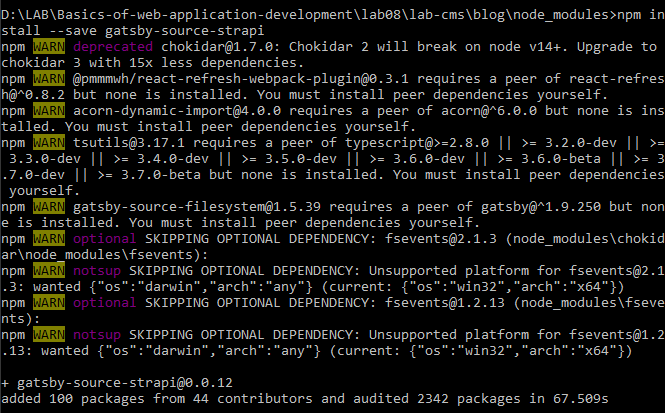 D:\LAB\Basics-of-web-application-development\lab08\lab-cms\blog\node_modules>npm in
stall --save gatsby-source-strapi
npm WARN deprecated chokidar@1.7.0: Chokidar 2 will break on node v14+. Upgrade to
chokidar 3 with 15x less dependencies.
npm WARN @pmmmwh/react-refresh-webpack-plugin@0.3.1 requires a peer of react-refres
h@^0.8.2 but none is installed. You must install peer dependencies yourself.
npm WARN acorn-dynamic-import@4.0.0 requires a peer of acorn@^6.0.0 but none is ins
talled. You must install peer dependencies yourself.
npm WARN tsutils@3.17.1 requires a peer of typescript@>=2.8.0 || >= 3.2.0-dev || >=
 3.3.0-dev || >= 3.4.0-dev || >= 3.5.0-dev || >= 3.6.0-dev || >= 3.6.0-beta || >= 3
.7.0-dev || >= 3.7.0-beta but none is installed. You must install peer dependencies
 yourself.
npm WARN gatsby-source-filesystem@1.5.39 requires a peer of gatsby@^1.9.250 but non
e is installed. You must install peer dependencies yourself.
npm WARN optional SKIPPING OPTIONAL DEPENDENCY: fsevents@2.1.3 (node_modules\chokid
ar\node_modules\fsevents):
npm WARN notsup SKIPPING OPTIONAL DEPENDENCY: Unsupported platform for fsevents@2.1
.3: wanted {"os":"darwin","arch":"any"} (current: {"os":"win32","arch":"x64"})
npm WARN optional SKIPPING OPTIONAL DEPENDENCY: fsevents@1.2.13 (node_modules\fseve
nts):
npm WARN notsup SKIPPING OPTIONAL DEPENDENCY: Unsupported platform for fsevents@1.2
.13: wanted {"os":"darwin","arch":"any"} (current: {"os":"win32","arch":"x64"})
+ gatsby-source-strapi@0.0.12
added 100 packages from 44 contributors and audited 2342 packages in 67.509s